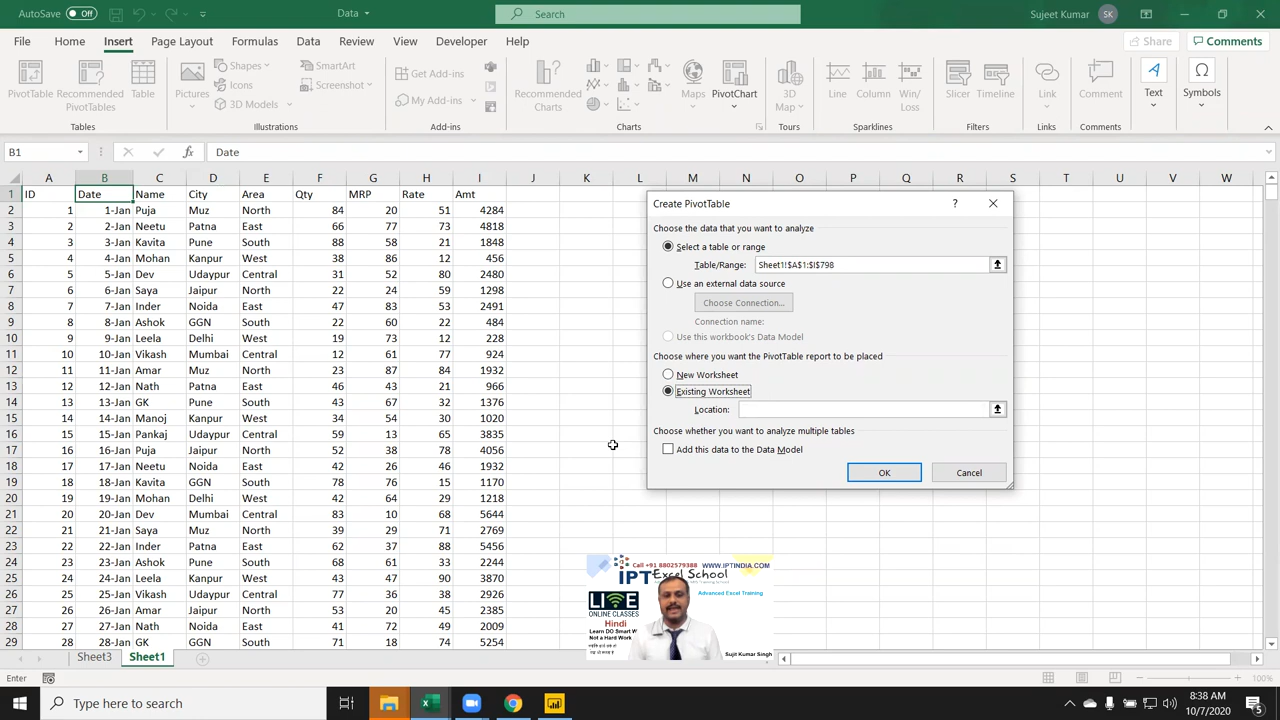 AutoSave Off Data Search Sujeet Kumar SK
File Home Insert Page Layout Formulas Data Review View Developer Help Share Comments
PivotTable Recommended PivotTables Table Pictures Shapes Icons 3D Models SmartArt Screenshot Get Add-ins My Add-ins Recommended Charts Maps PivotChart 3D Map Line Column Win/Loss Slicer Timeline Link Comment Text Symbols
Tables Illustrations Add-ins Charts Tours Sparklines Filters Links Comments
B1 fx Date
A B C D E F G H I J K L M N O P Q R S T U V W
1 ID Date Name City Area Qty MRP Rate Amt
2 1 1-Jan Puja Muz North 84 20 51 4284
3 2 2-Jan Neetu Patna East 66 77 73 4818
4 3 3-Jan Kavita Pune South 88 58 21 1848
5 4 4-Jan Mohan Kanpur West 38 86 12 456
6 5 5-Jan Dev Udaypur Central 31 52 80 2480
7 6 6-Jan Saya Jaipur North 22 24 59 1298
8 7 7-Jan Inder Noida East 47 83 53 2491
9 8 8-Jan Ashok GGN South 22 60 22 484
10 9 9-Jan Leela Delhi West 19 73 12 228
11 10 10-Jan Vikash Mumbai Central 12 61 77 924
12 11 11-Jan Amar Muz North 23 87 84 1932
13 12 12-Jan Nath Patna East 46 43 21 966
14 13 13-Jan GK Pune South 43 67 32 1376
15 14 14-Jan Manoj Kanpur West 34 54 30 1020
16 15 15-Jan Pankaj Udaypur Central 59 13 65 3835
17 16 16-Jan Puja Jaipur North 52 38 78 4056
18 17 17-Jan Neetu Noida East 42 26 46 1932
19 18 18-Jan Kavita GGN South 78 76 15 1170
20 19 19-Jan Mohan Delhi West 42 64 29 1218
21 20 20-Jan Dev Mumbai Central 83 10 68 5644
22 21 21-Jan Saya Muz North 39 29 71 2769
23 22 22-Jan Inder Patna East 62 37 88 5456
24 23 23-Jan Ashok Pune South 68 62 33 2244
25 24 24-Jan Leela Kanpur West 43 61 90 3870
26 25 25-Jan Vikash Udaypur Central 77 36 38 2926
27 26 26-Jan Amar Jaipur North 53 20 45 2385
28 27 27-Jan Nath Noida East 41 72 49 2009
29 28 28-Jan GK GGN South 71 18 74 5254
Create PivotTable ?
Choose the data that you want to analyze
Select a table or range
Table/Range: Sheet1!$A$1:$I$798
Use an external data source
Choose Connection...
Connection name:
Use this workbook's Data Model
Choose where you want the PivotTable report to be placed
New Worksheet
Existing Worksheet
Location:
Choose whether you want to analyze multiple tables
Add this data to the Data Model
OK Cancel
Call +91 8802579388 WWW.IPTINDIA.COM
IPT Excel School
Advanced Excel Training
LIVE
ONLINE CLASSES
Hindi
Learn DO Smart W
Not a Hard Work
Sujit Kumar Singh
Sheet3 Sheet1
Enter 100%
Type here to search
8:38 AM
10/7/2020